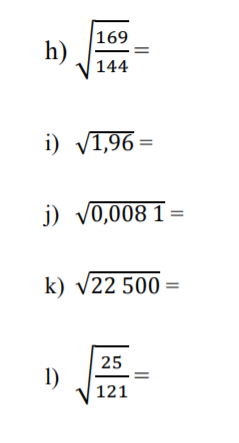 h) √(169/144) =
i) √1,96 =
j) √0,008 1 =
k) √22 500 =
l) √(25/121) =